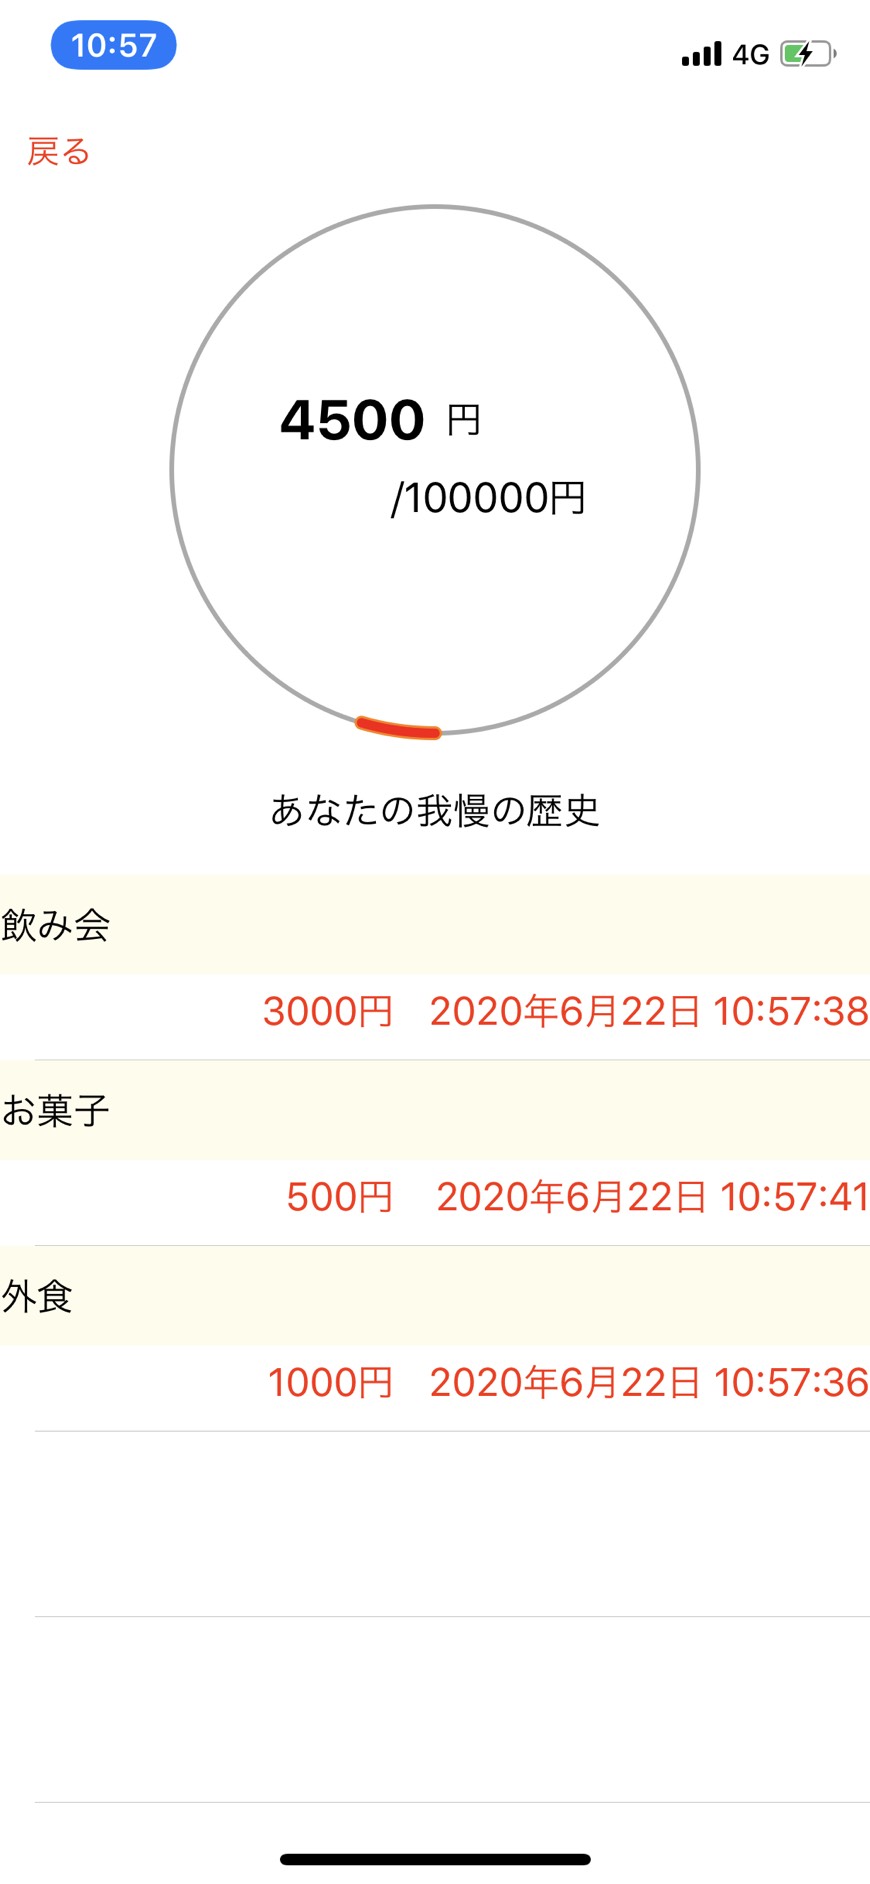 10:57 4G
戻る
4500 円
/100000円
あなたの我慢の歴史
飲み会
3000円 2020年6月22日 10:57:38
お菓子
500円 2020年6月22日 10:57:41
外食
1000円 2020年6月22日 10:57:36